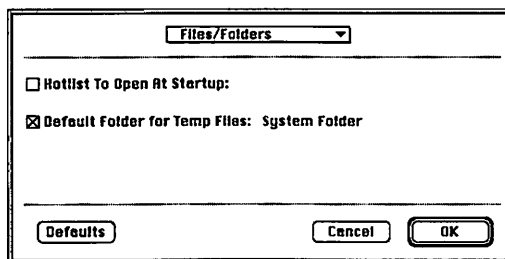 Files/Folders
Hotlist To Open At Startup:
Default Folder for Temp Files: System Folder
Defaults
Cancel
OK